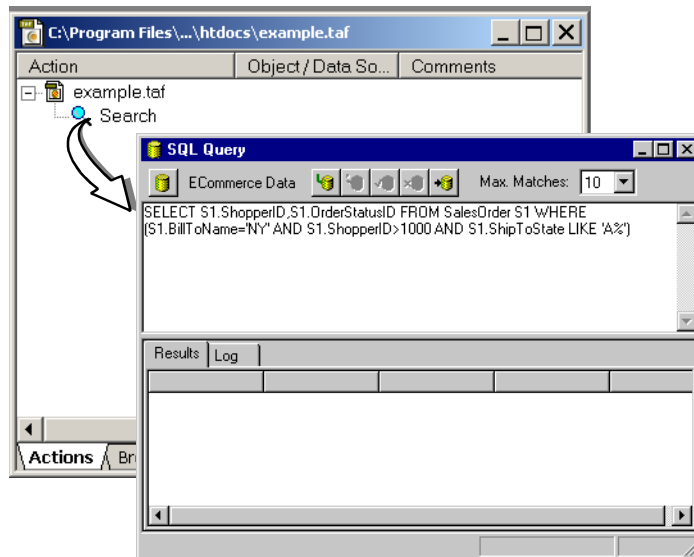 C:\Program Files\...\htdocs\example.taf
Action Object / Data So... Comments
example.taf
Search
SQL Query
ECommerce Data Max. Matches: 10
SELECT S1.ShopperID,S1.OrderStatusID FROM SalesOrder S1 WHERE
(S1.BillToName='NY' AND S1.ShopperID>1000 AND S1.ShipToState LIKE 'A%')
Results Log
Actions Br